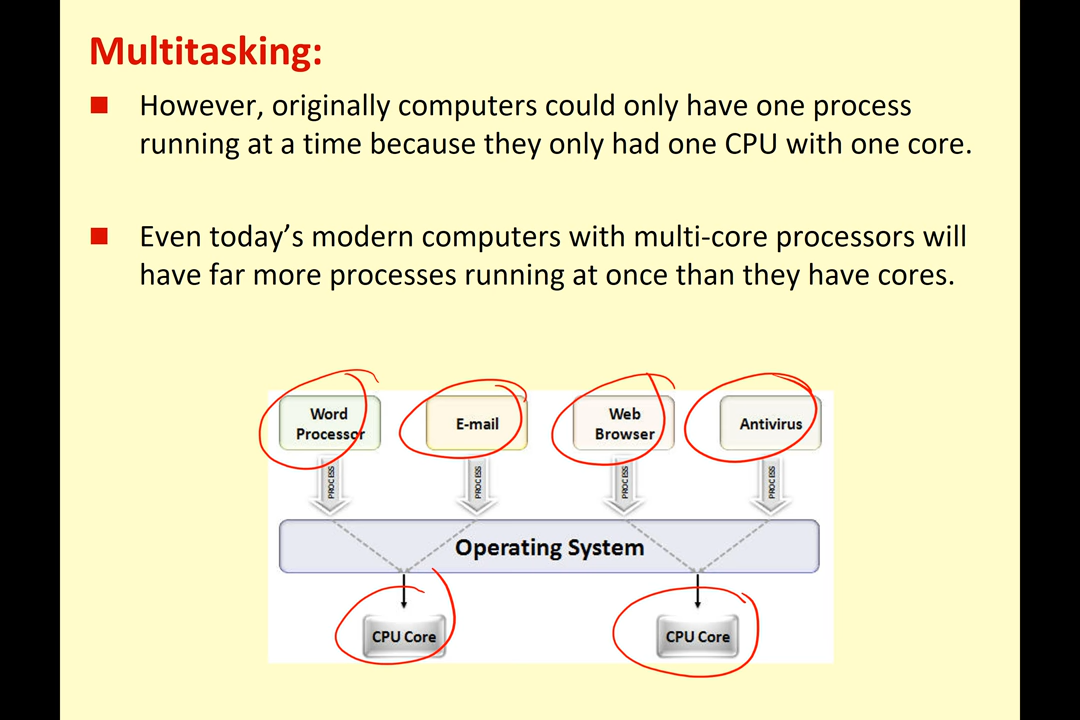 Multitasking:
However, originally computers could only have one process
running at a time because they only had one CPU with one core.
Even today’s modern computers with multi-core processors will
have far more processes running at once than they have cores.
Word
Processor
E-mail
Web
Browser
Antivirus
PROCESS
PROCESS
PROCESS
PROCESS
Operating System
CPU Core
CPU Core